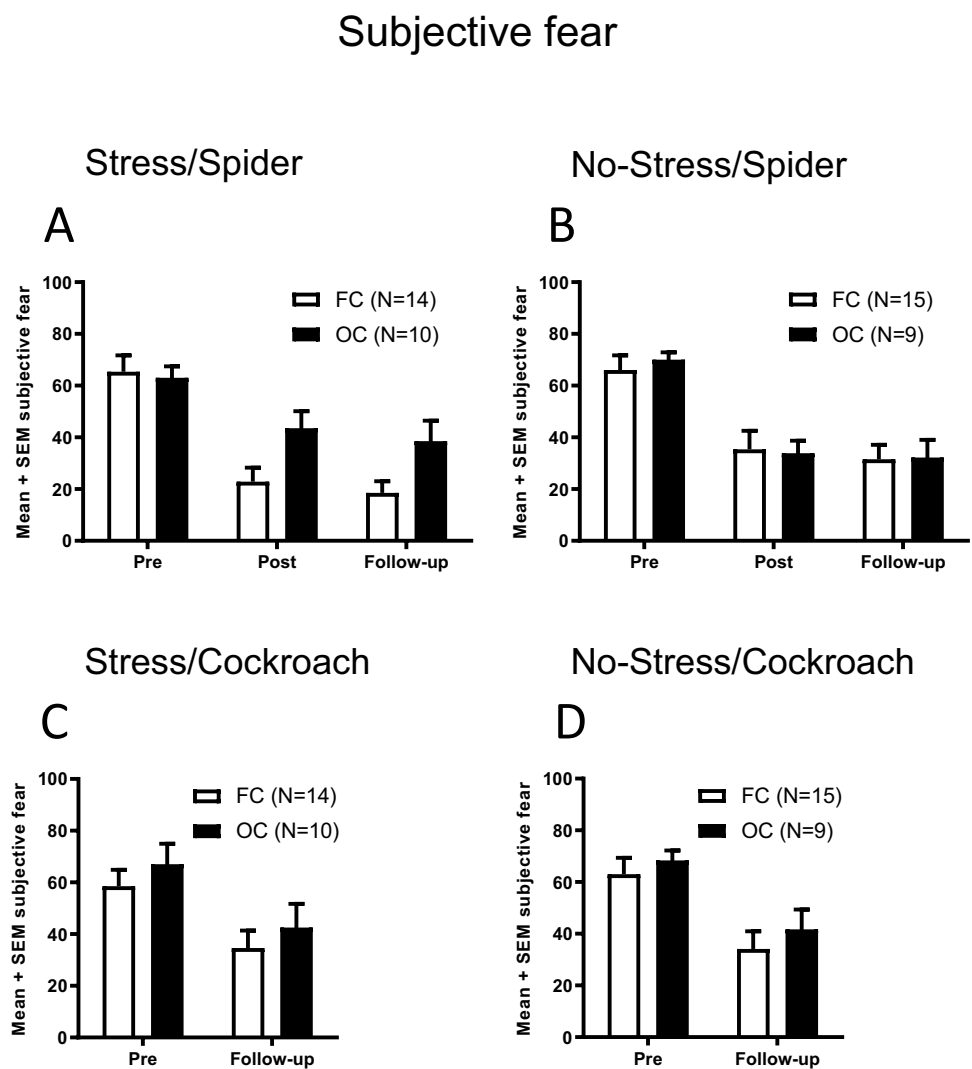 Subjective fear
Stress/Spider
A
Mean + SEM subjective fear
100
80
60
40
20
0
FC (N=14)
OC (N=10)
Pre Post Follow-up
No-Stress/Spider
B
Mean + SEM subjective fear
100
80
60
40
20
0
FC (N=15)
OC (N=9)
Pre Post Follow-up
Stress/Cockroach
C
Mean + SEM subjective fear
100
80
60
40
20
0
FC (N=14)
OC (N=10)
Pre Follow-up
No-Stress/Cockroach
D
Mean + SEM subjective fear
100
80
60
40
20
0
FC (N=15)
OC (N=9)
Pre Follow-up